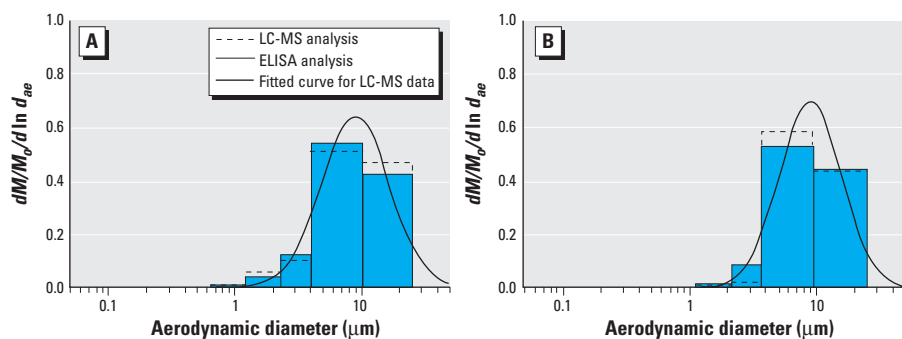 A
LC-MS analysis
ELISA analysis
Fitted curve for LC-MS data
dM/M₀/d ln dₐₑ
1.0
0.8
0.6
0.4
0.2
0.0
0.1 1 10
Aerodynamic diameter (μm)
B
dM/M₀/d ln dₐₑ
1.0
0.8
0.6
0.4
0.2
0.0
0.1 1 10
Aerodynamic diameter (μm)